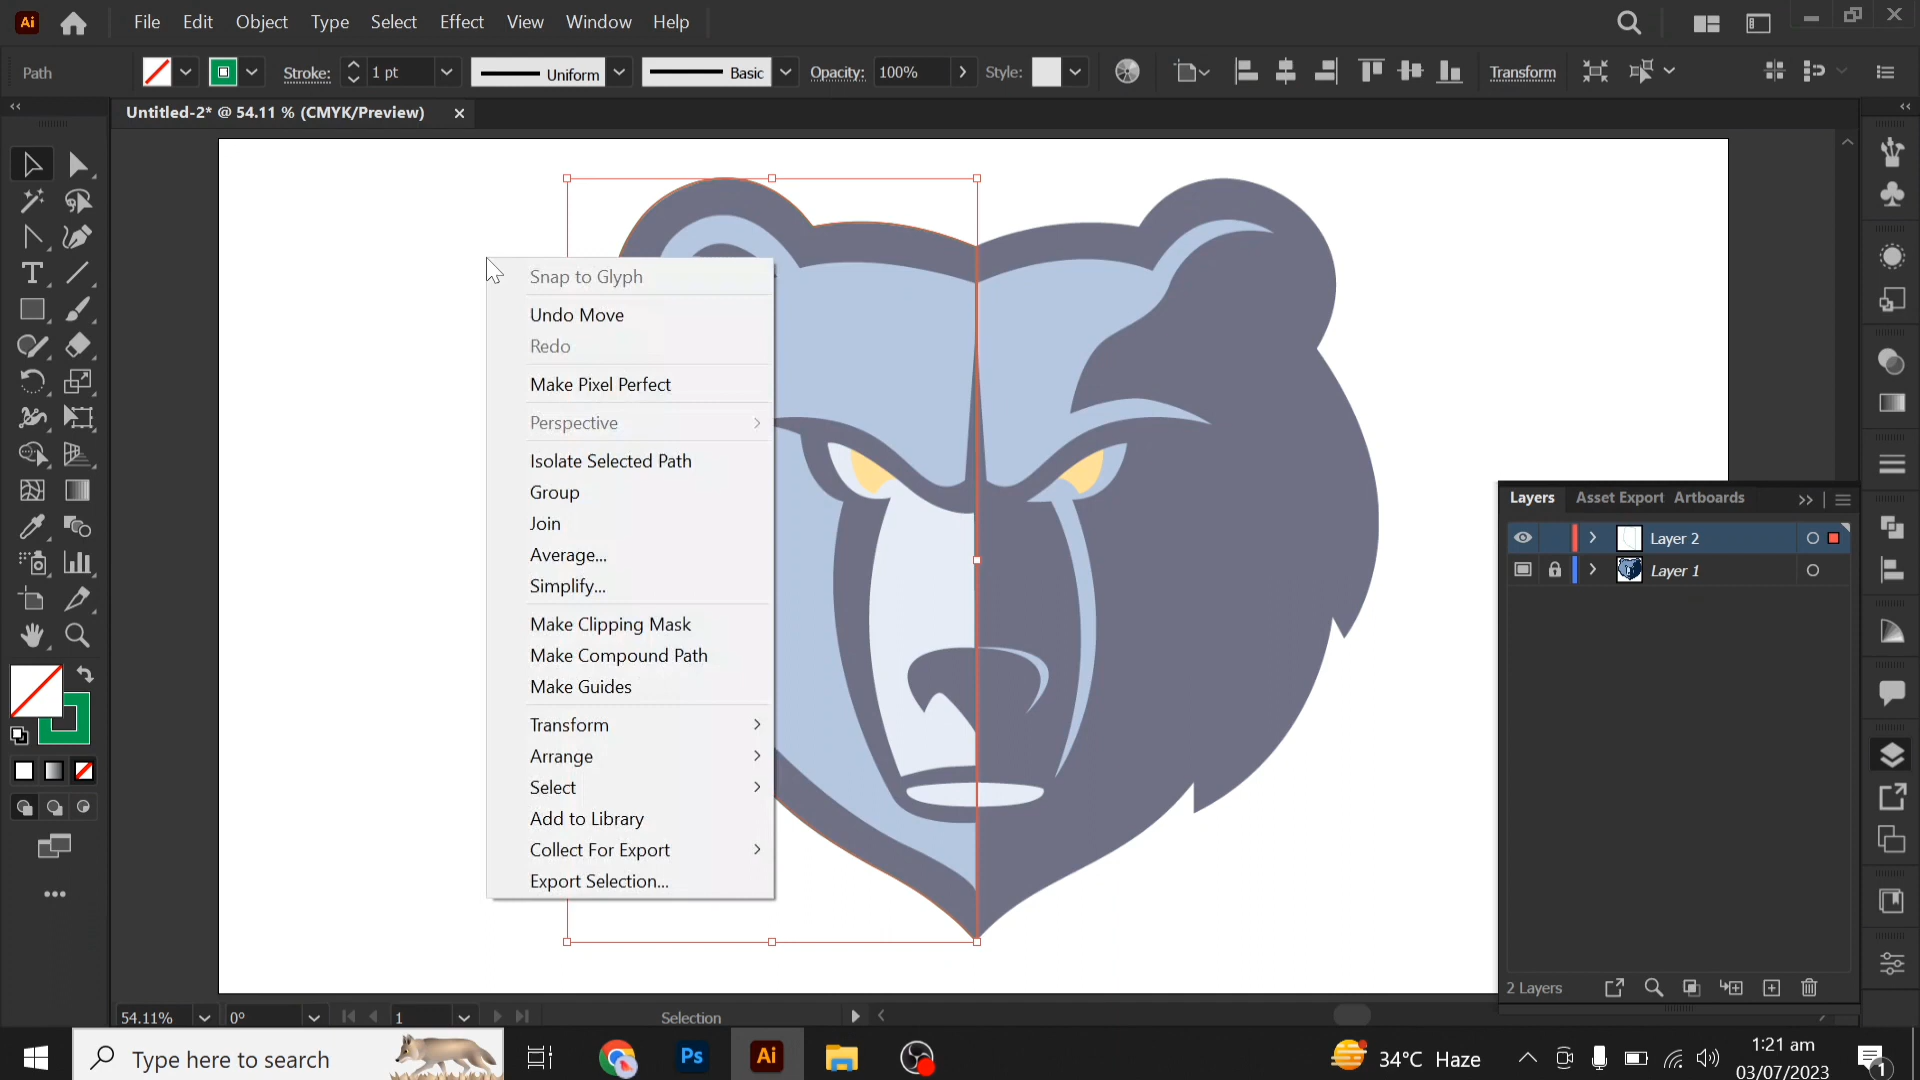 Ai File Edit Object Type Select Effect View Window Help
Path Stroke: 1 pt Uniform Basic Opacity: 100% Style: Transform
Untitled-2* @ 54.11 % (CMYK/Preview)
Snap to Glyph
Undo Move
Redo
Make Pixel Perfect
Perspective
Isolate Selected Path
Group
Join
Average...
Simplify...
Make Clipping Mask
Make Compound Path
Make Guides
Transform
Arrange
Select
Add to Library
Collect For Export
Export Selection...
Layers Asset Export Artboards
Layer 2
Layer 1
2 Layers
54.11% 0° 1 Selection
Type here to search Ps Ai 34°C Haze 1:21 am
03/07/2023
1